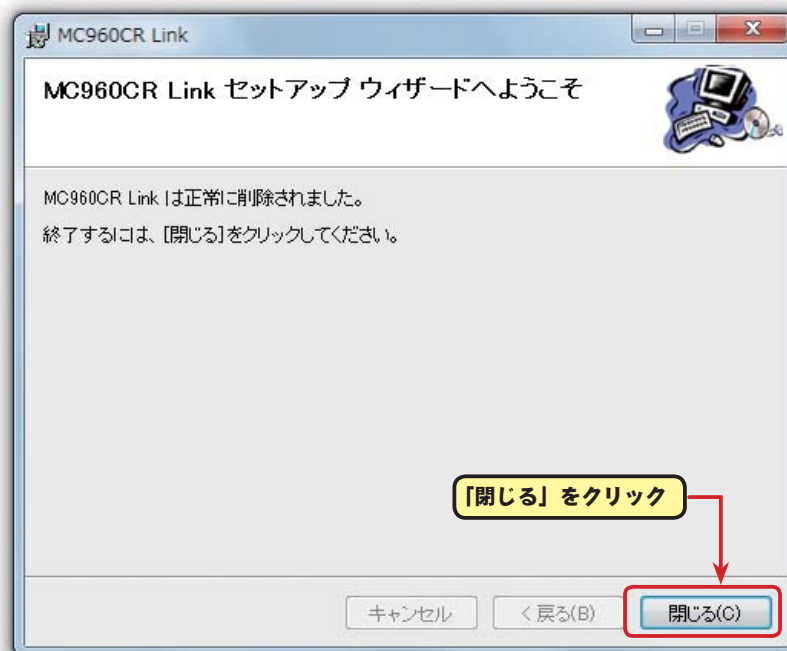 MC960CR Link
MC960CR Link セットアップ ウィザードへようこそ
MC960CR Link は正常に削除されました。
終了するには、[閉じる]をクリックしてください。
「閉じる」をクリック
キャンセル
< 戻る(B)
閉じる(C)